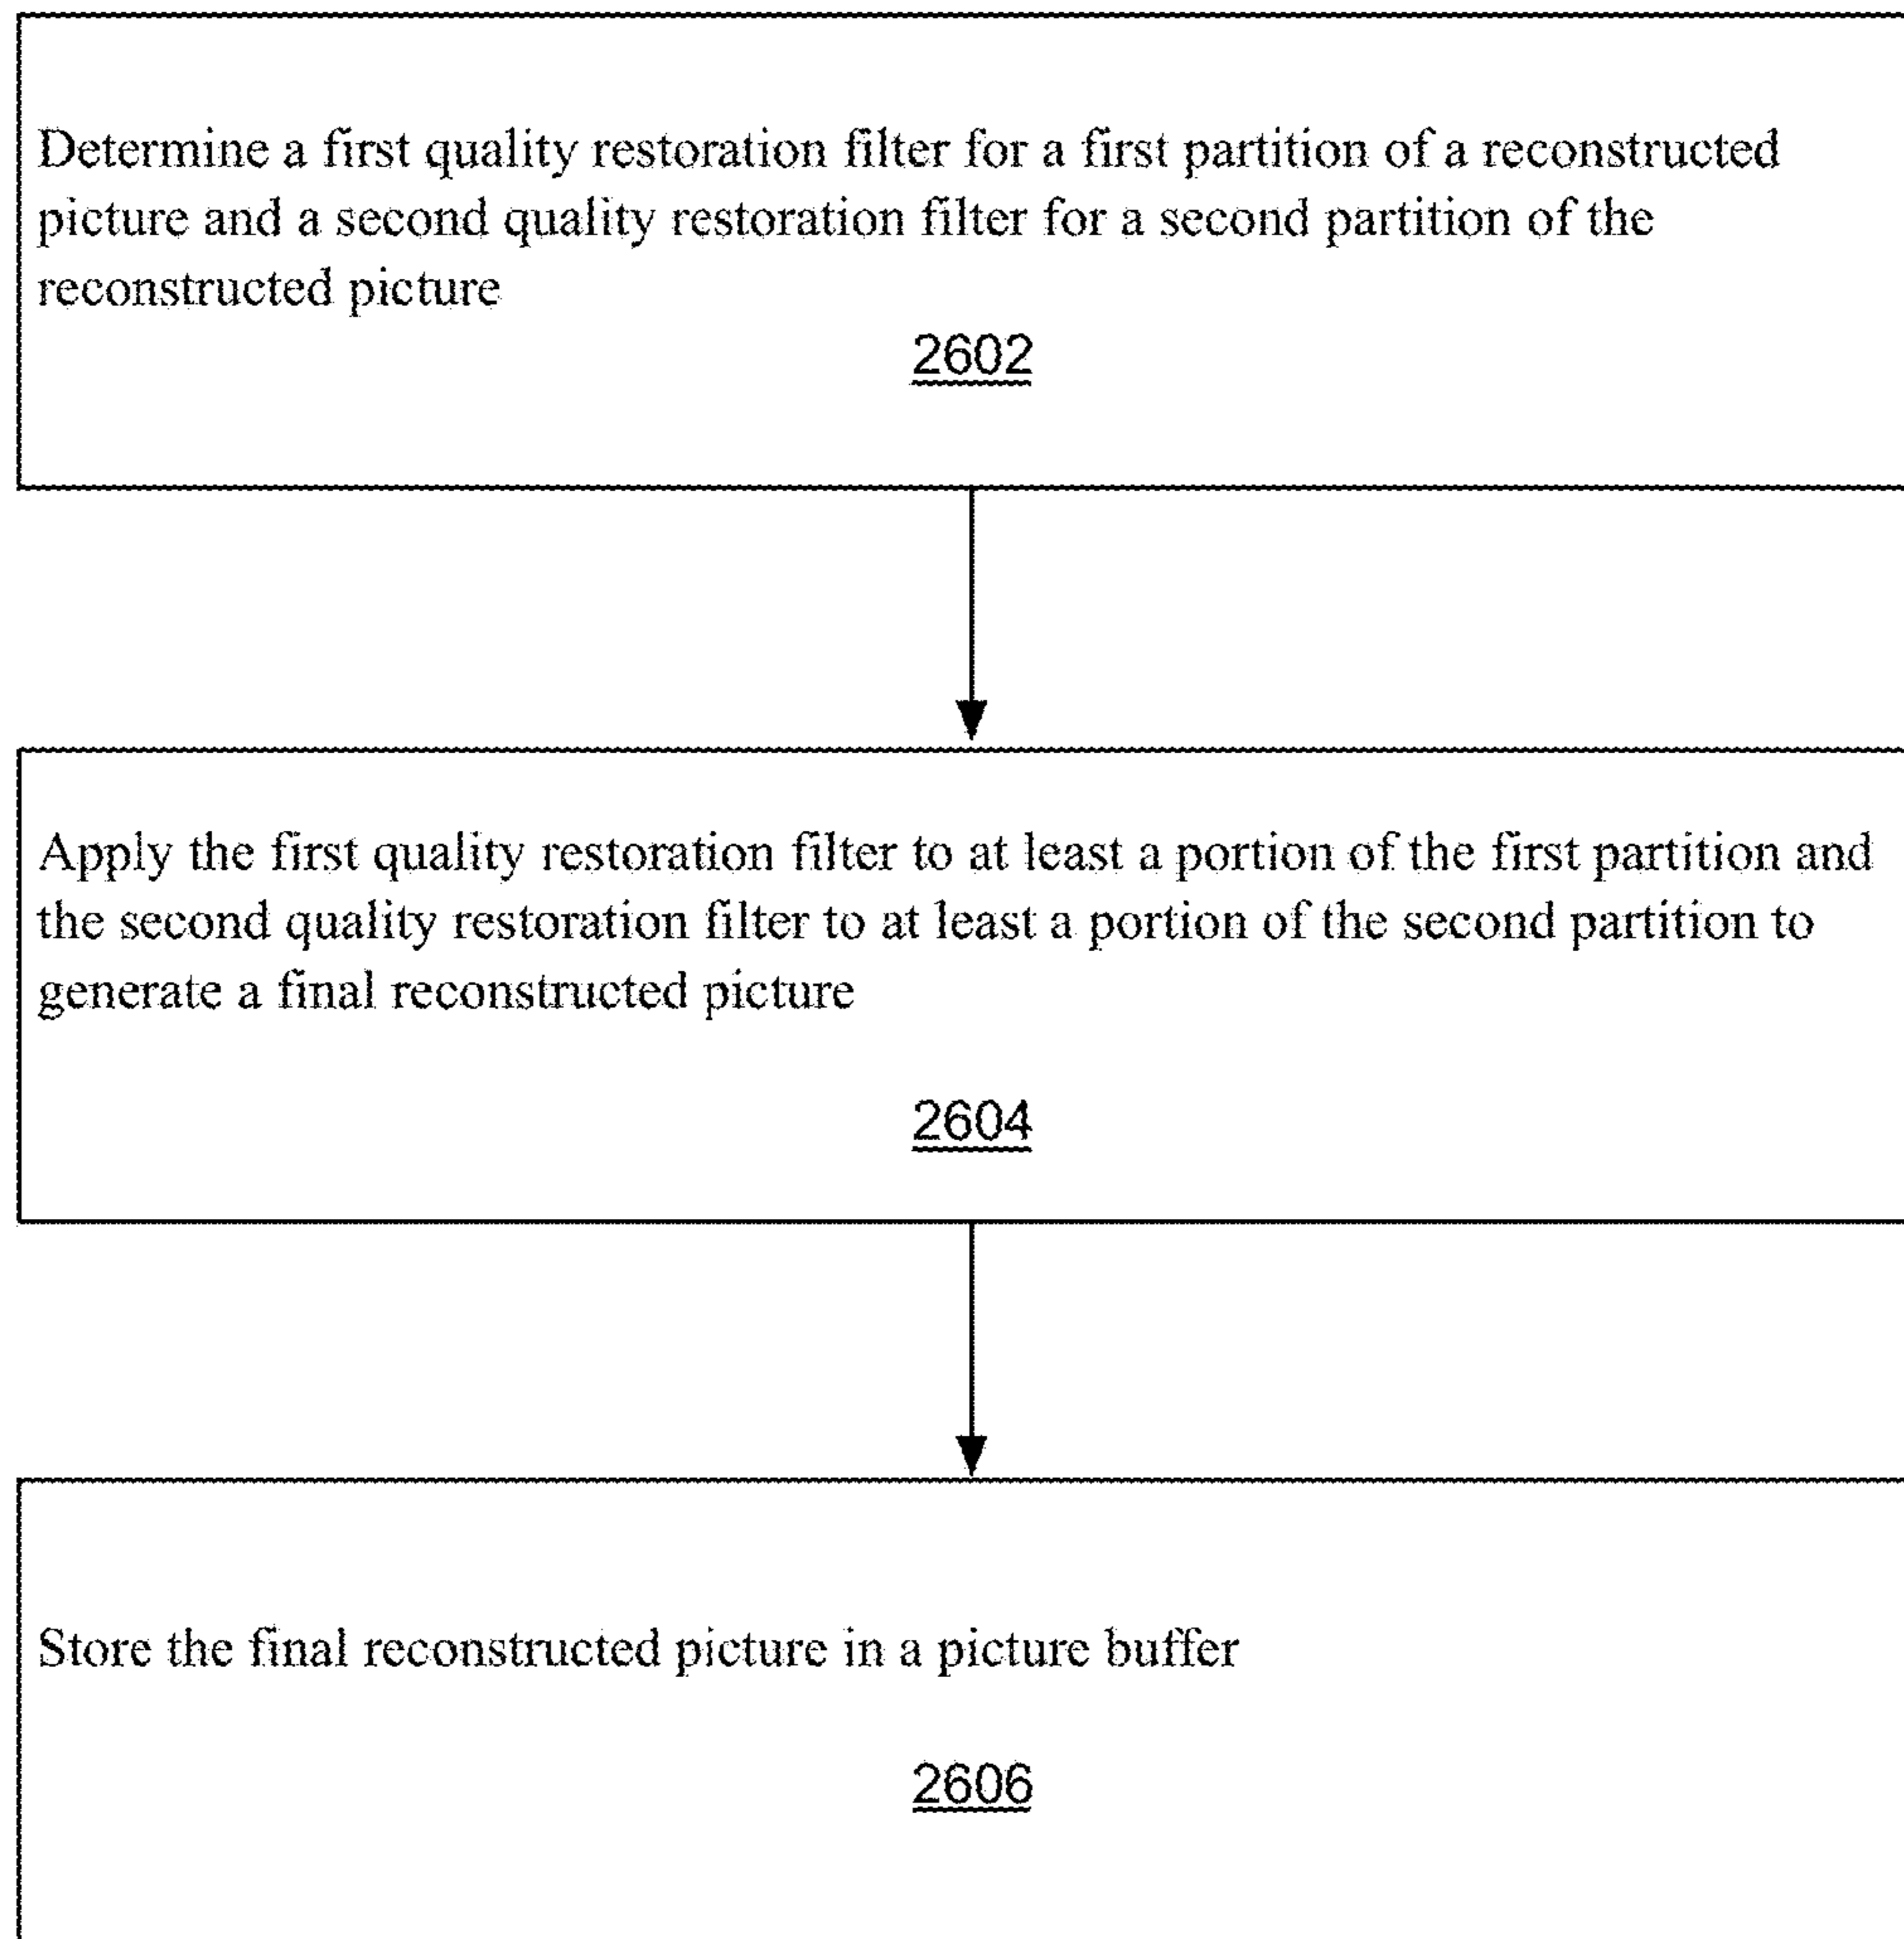 Determine a first quality restoration filter for a first partition of a reconstructed
picture and a second quality restoration filter for a second partition of the
reconstructed picture
2602
Apply the first quality restoration filter to at least a portion of the first partition and
the second quality restoration filter to at least a portion of the second partition to
generate a final reconstructed picture
2604
Store the final reconstructed picture in a picture buffer
2606